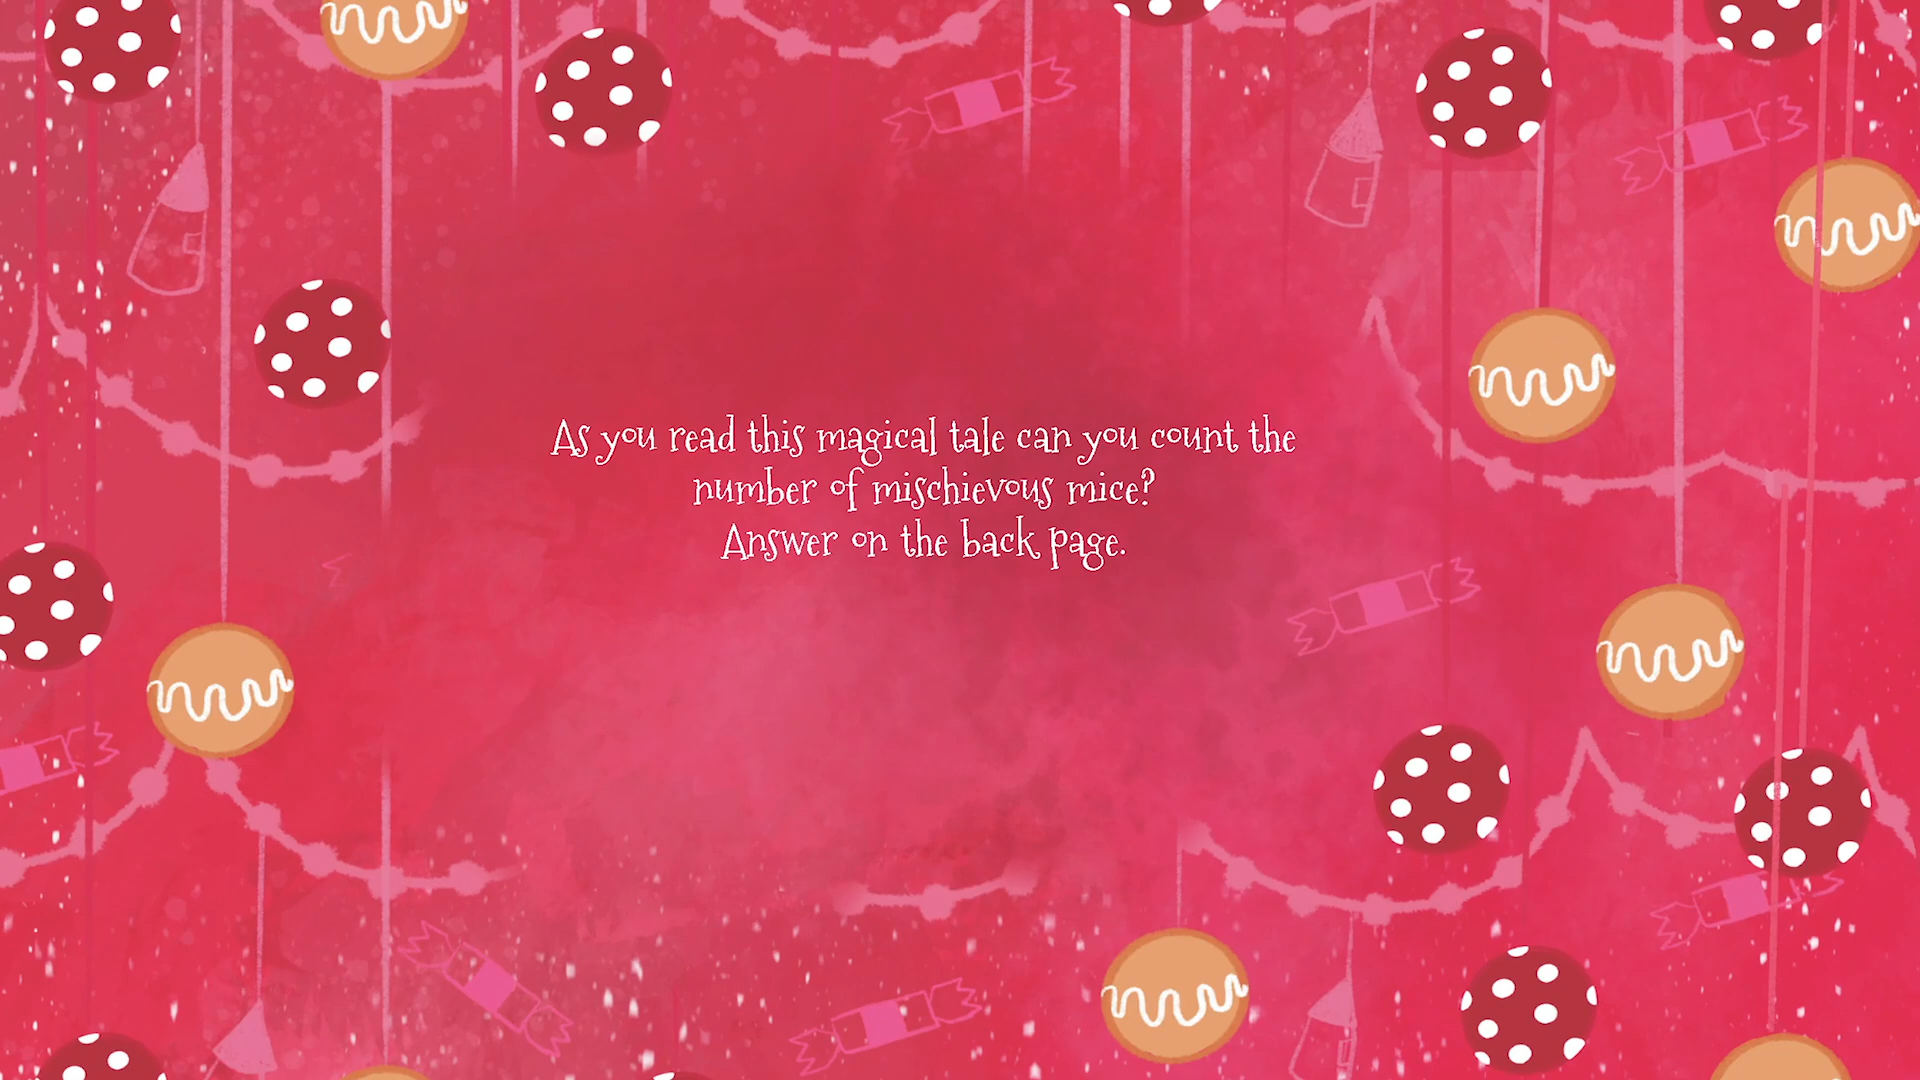 As you read this magical tale can you count the
number of mischievous mice?
Answer on the back page.